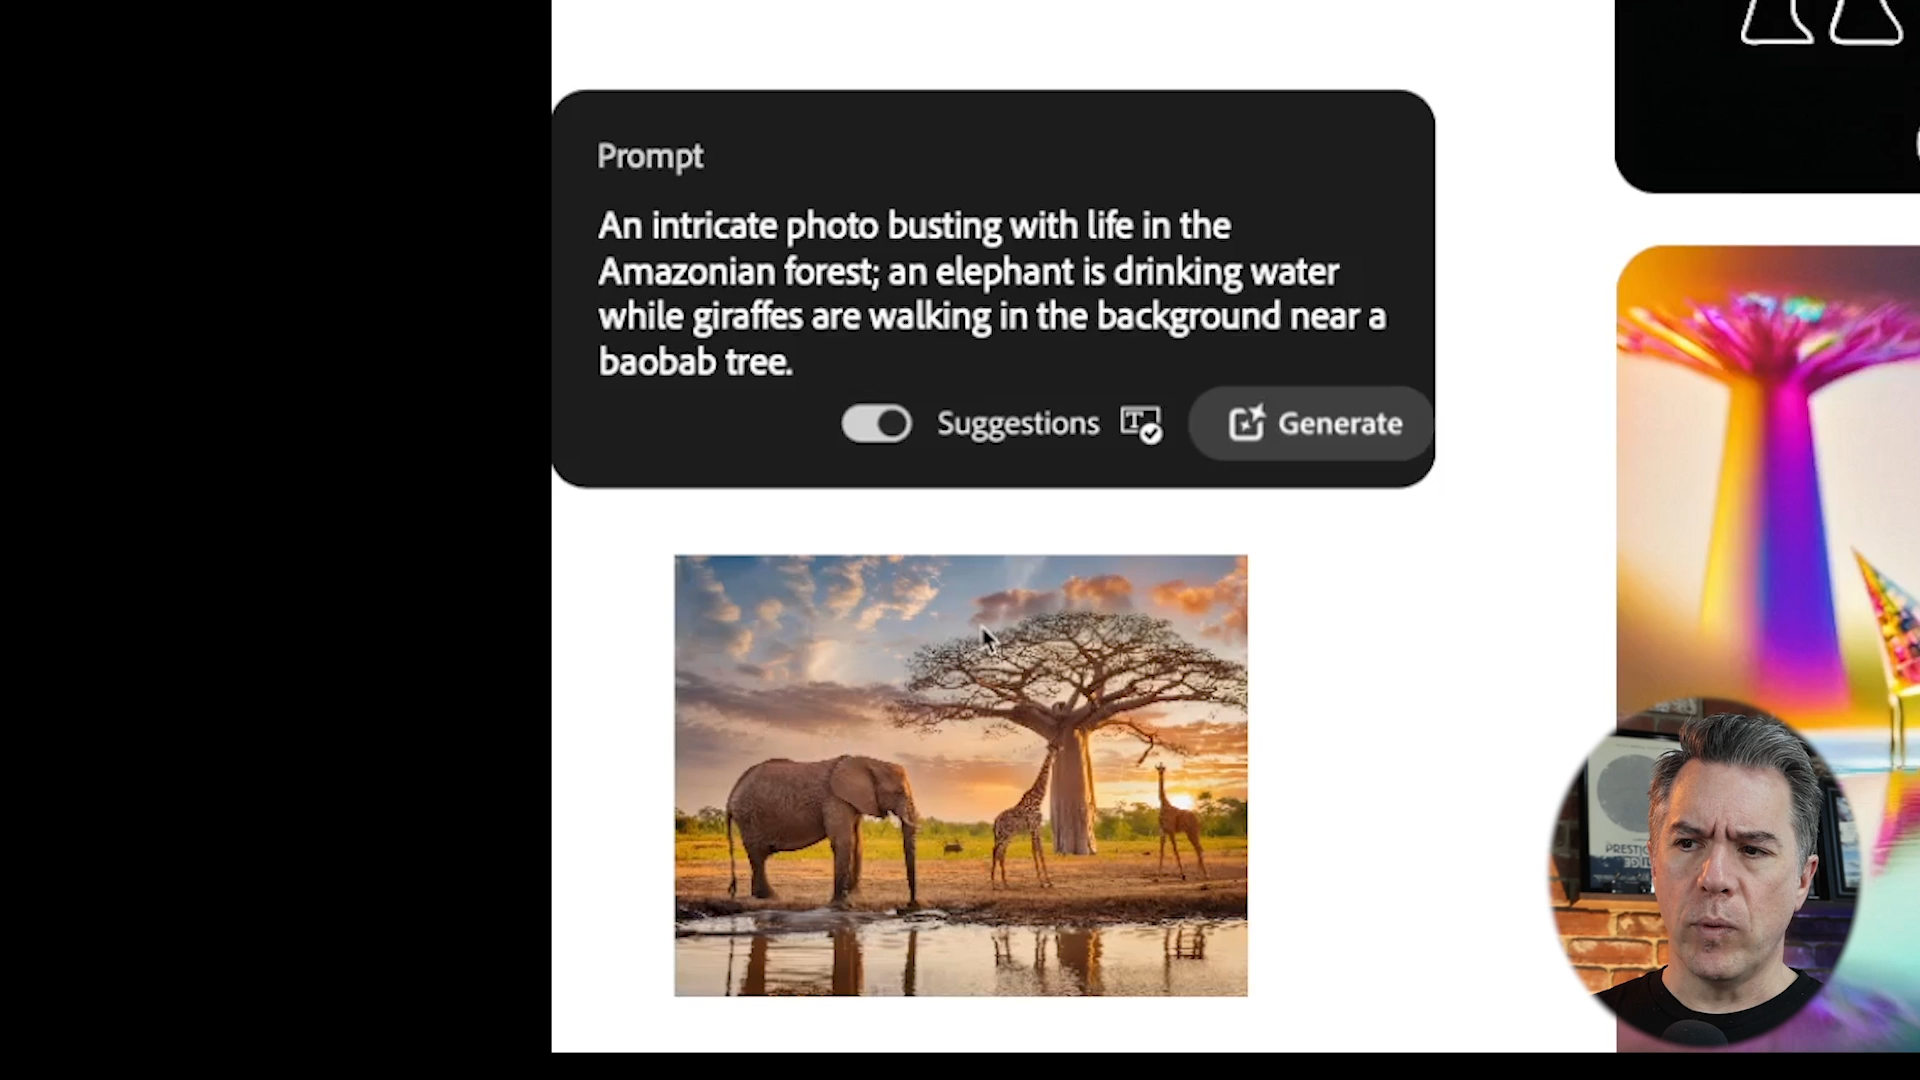 Prompt
An intricate photo busting with life in the
Amazonian forest; an elephant is drinking water
while giraffes are walking in the background near a
baobab tree.
Suggestions
Generate